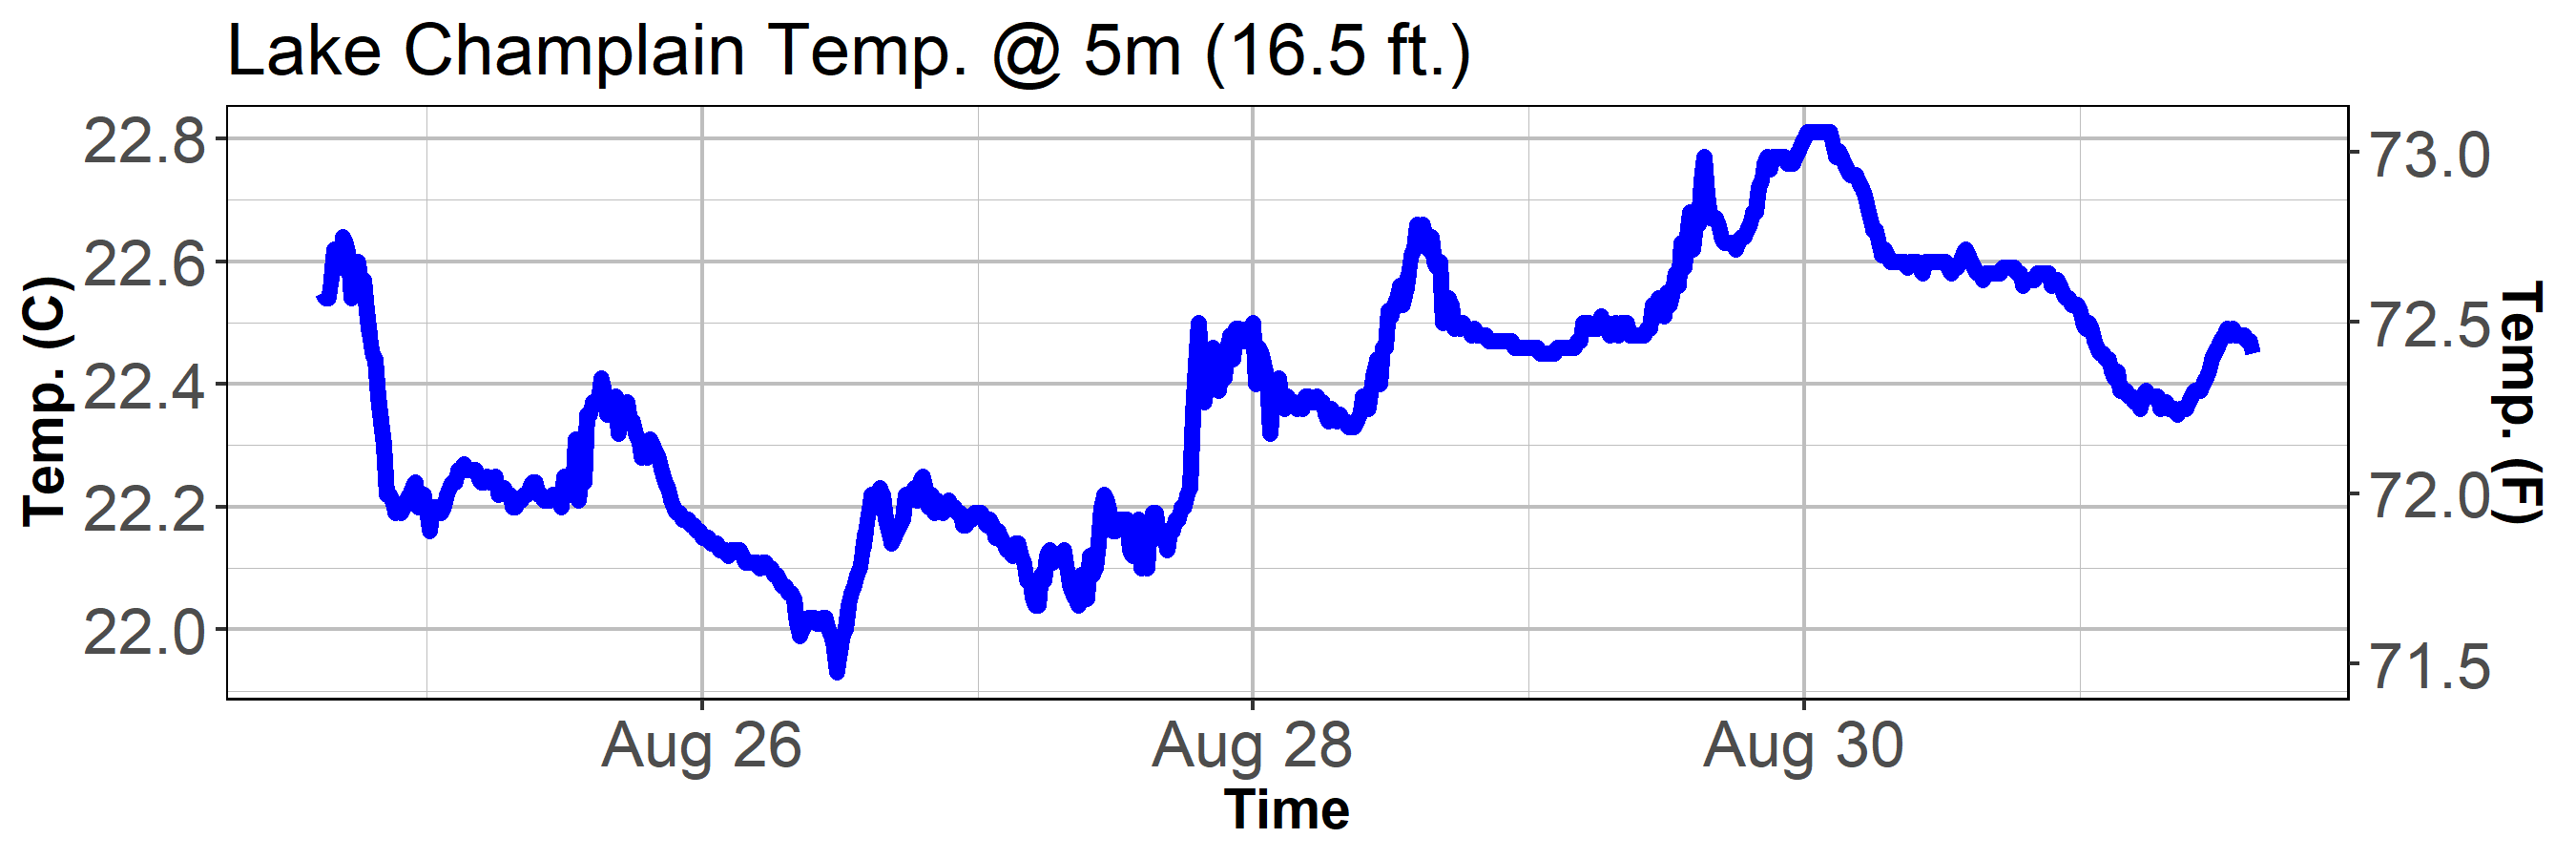 Lake Champlain Temp. @ 5m (16.5 ft.)
Temp. (C)
22.8
22.6
22.4
22.2
22.0
73.0
72.5
72.0
71.5
Temp. (F)
Aug 26
Aug 28
Aug 30
Time